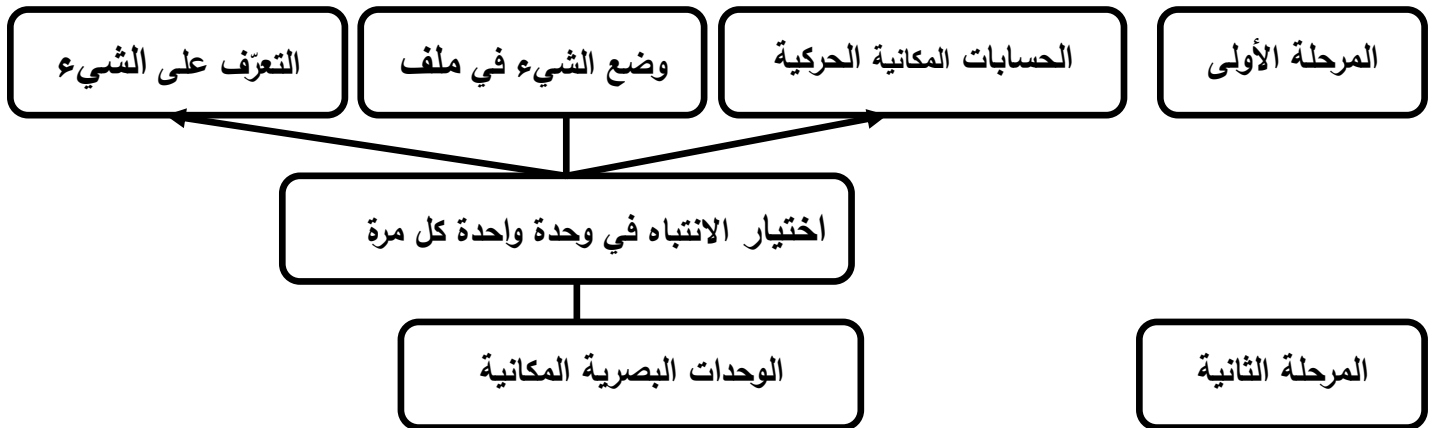 المرحلة الأولى
الحسابات المكانية الحركية
وضع الشيء في ملف
التعرّف على الشيء
اختيار الانتباه في وحدة واحدة كل مرة
الوحدات البصرية المكانية
المرحلة الثانية